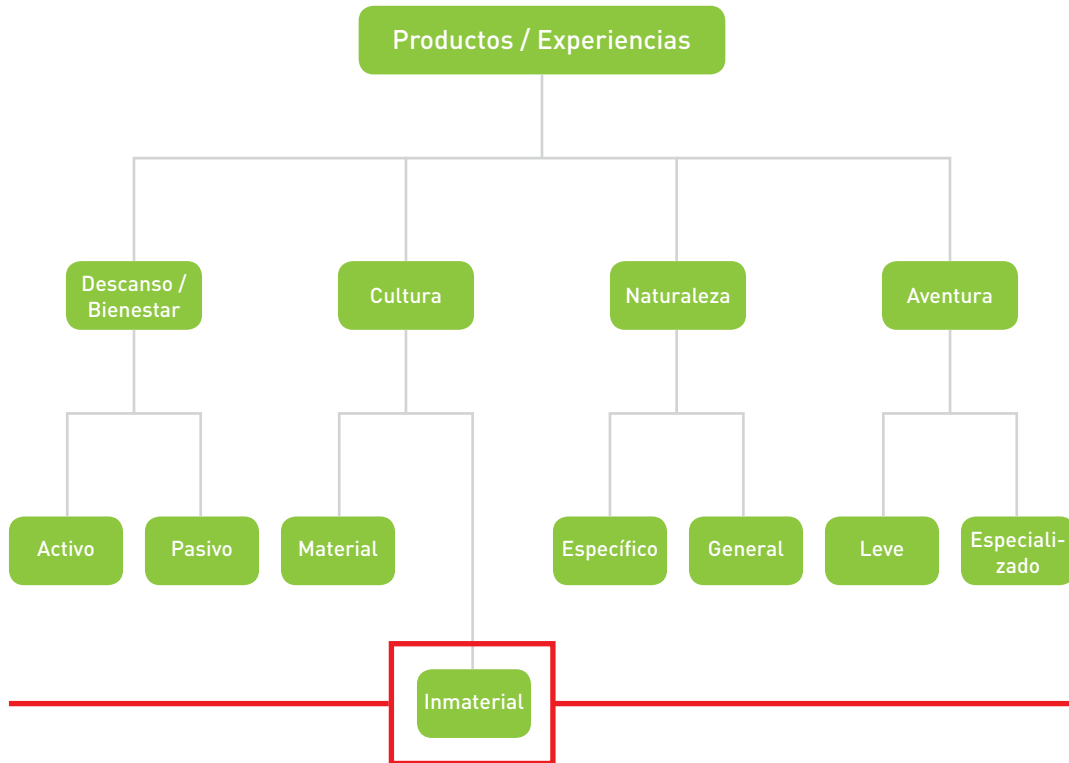 Productos / Experiencias
Descanso /
Bienestar
Cultura
Naturaleza
Aventura
Activo
Pasivo
Material
Específico
General
Leve
Especiali-
zado
Inmaterial